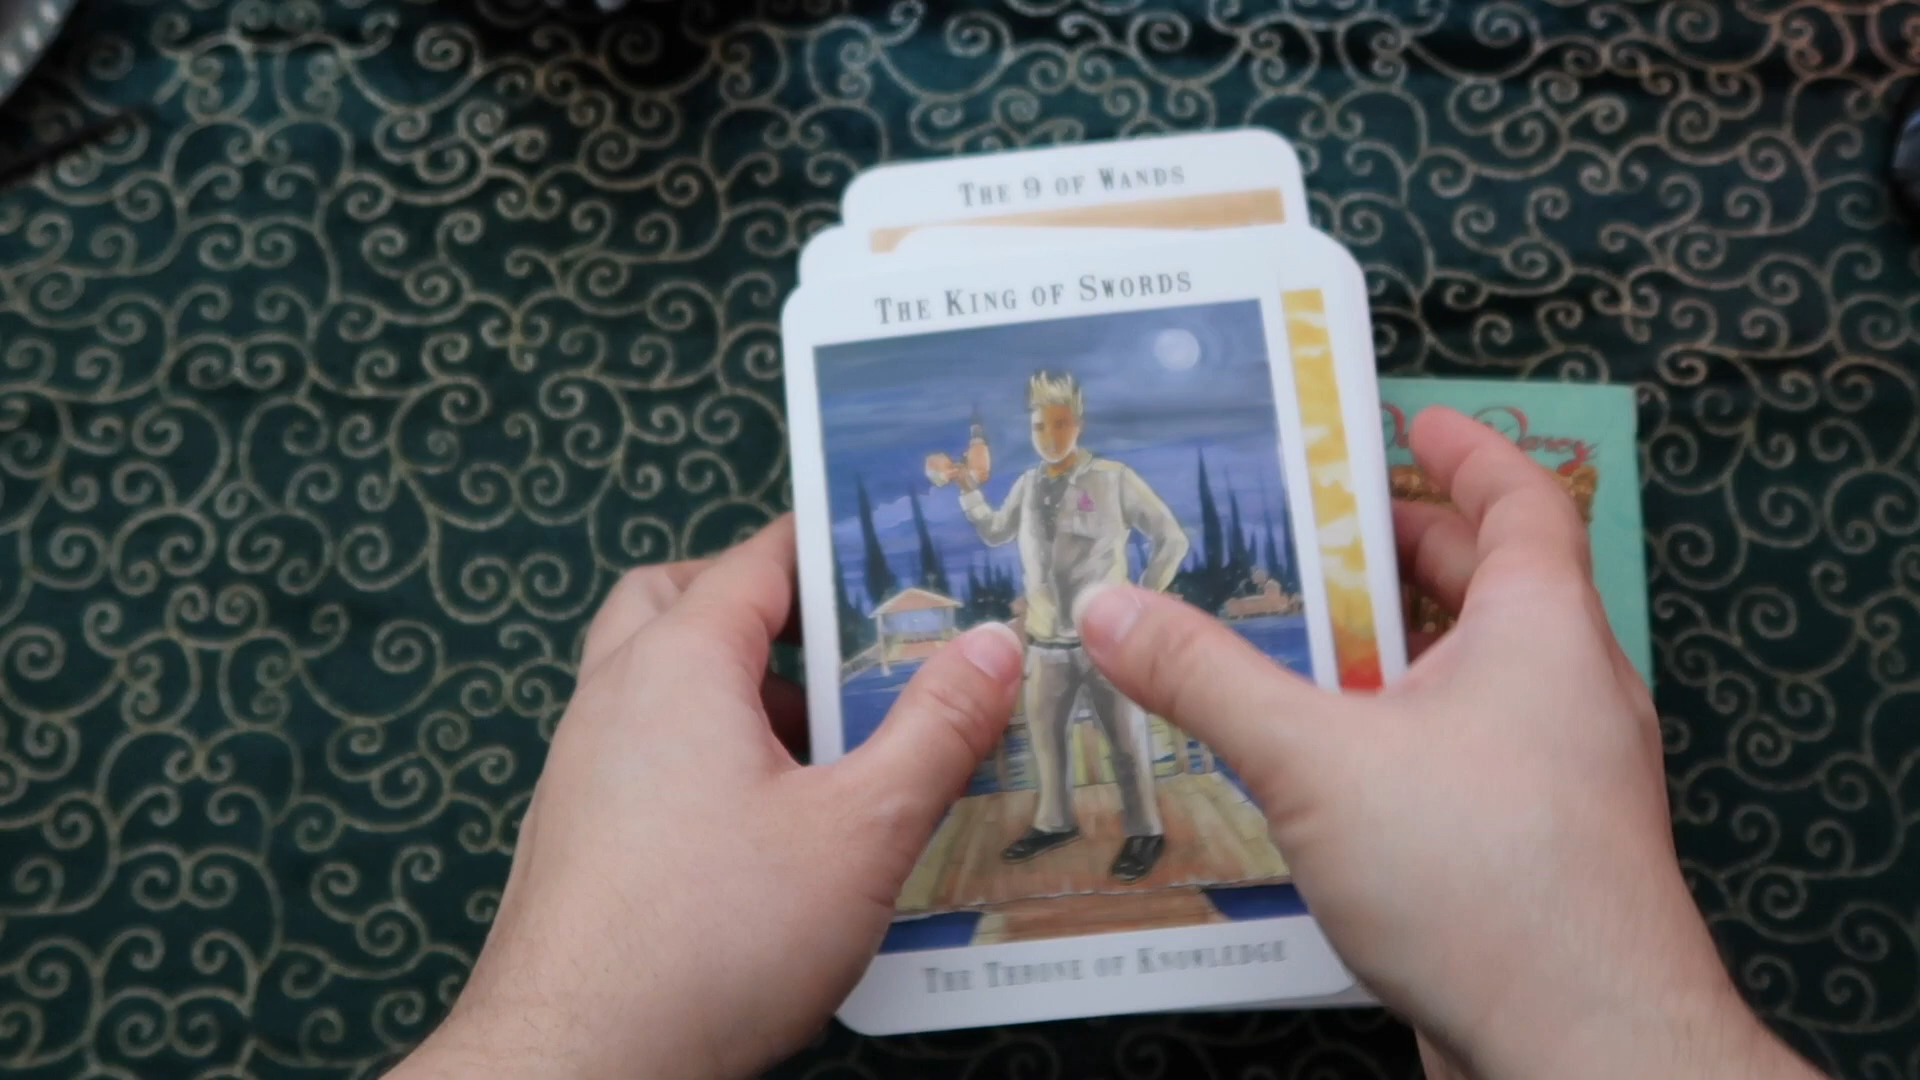 The 9 of Wands
The King of Swords
The Throne of Knowledge